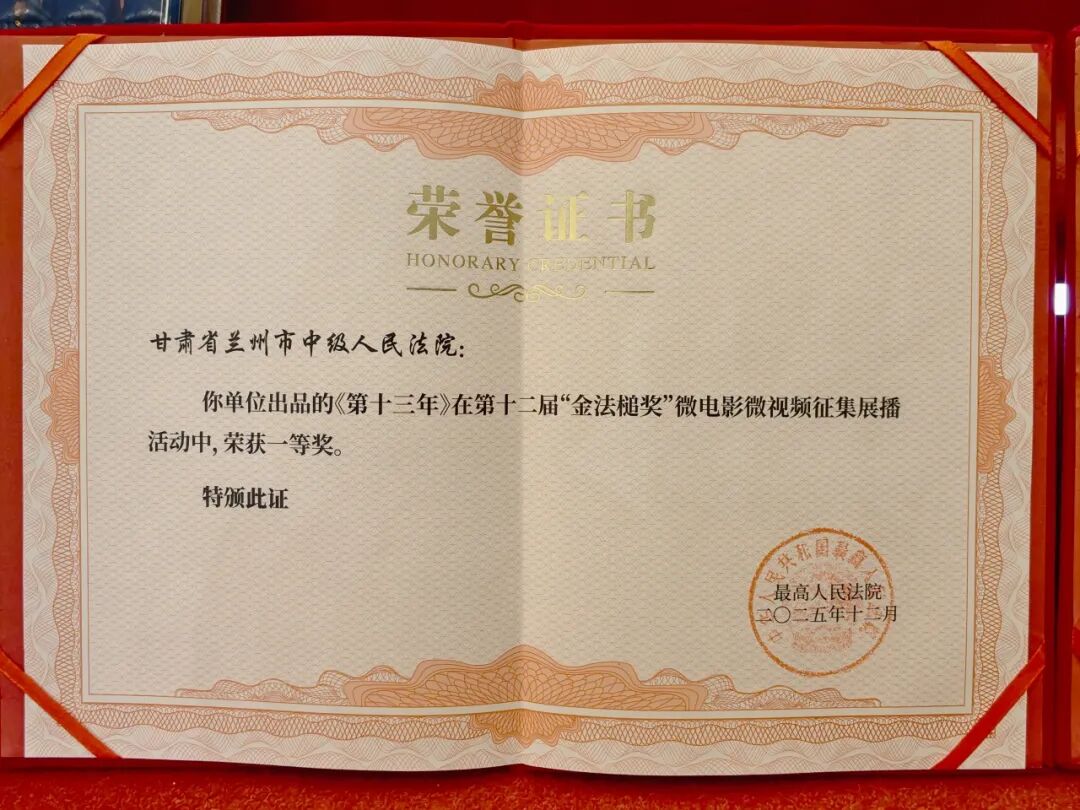 荣誉证书
HONORARY CREDENTIAL
甘肃省兰州市中级人民法院：
你单位出品的《第十三年》在第十二届“金法槌奖”微电影微视频征集展播
活动中，荣获一等奖。
特颁此证
最高人民法院
二〇二五年十二月